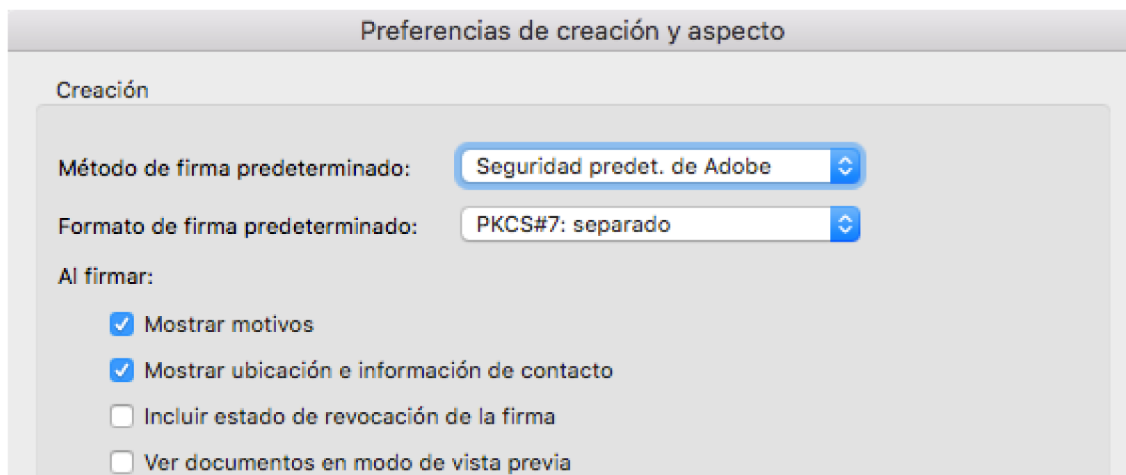 Preferencias de creación y aspecto
Creación
Método de firma predeterminado: Seguridad predet. de Adobe
Formato de firma predeterminado: PKCS#7: separado
Al firmar:
Mostrar motivos
Mostrar ubicación e información de contacto
Incluir estado de revocación de la firma
Ver documentos en modo de vista previa